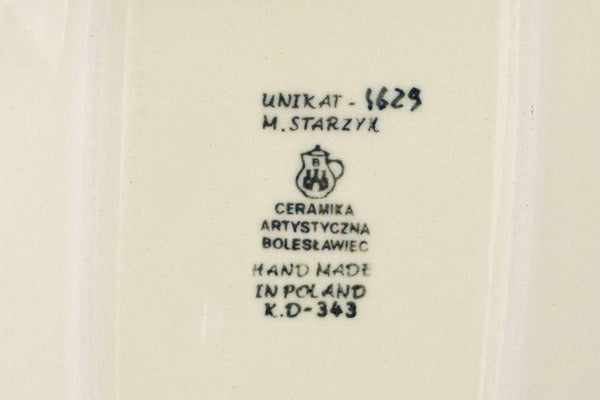 UNIKAT - 1629
M. STARZYK
B
CERAMIKA
ARTYSTYCZNA
BOLESŁAWIEC
HAND MADE
IN POLAND
K.D-343